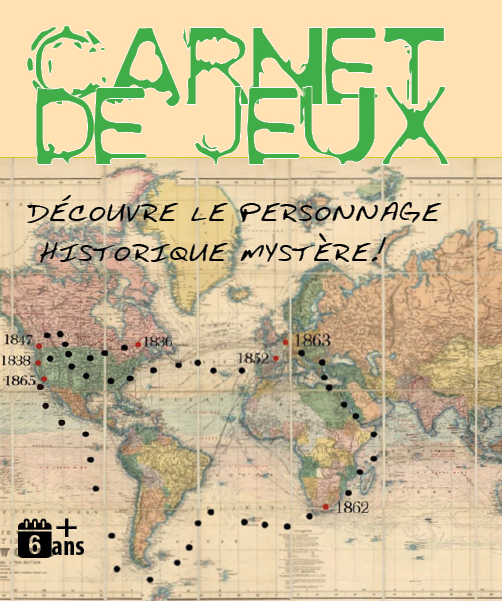 CARNET
DE JEUX
DÉCOUVRE LE PERSONNAGE
HISTORIQUE MYSTÈRE!
1847
1836
1863
1838
1852
1865
1862
6+
ans